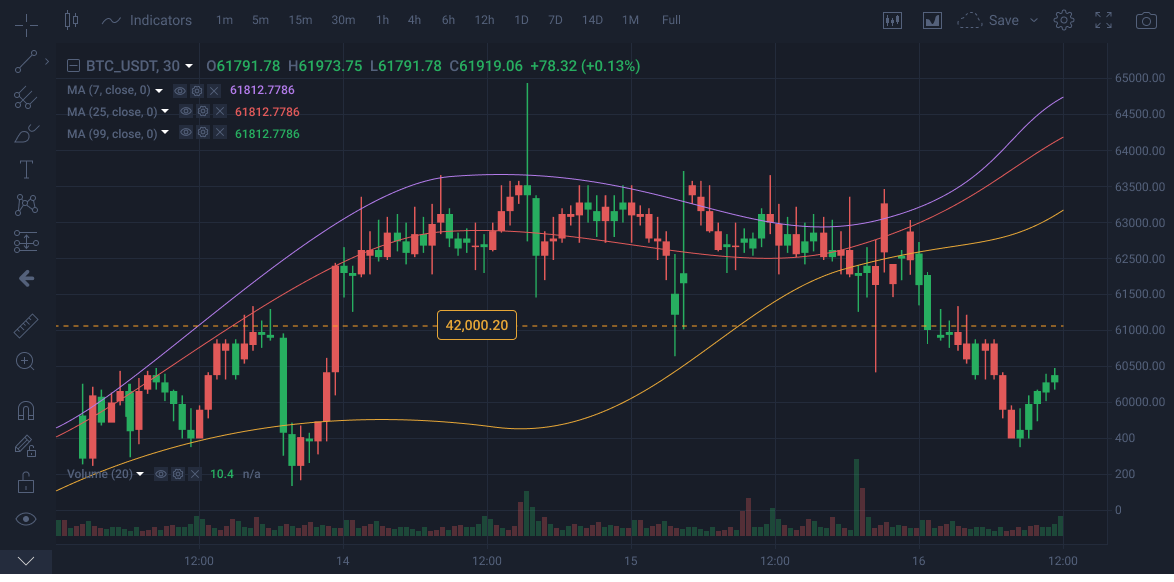 Indicators 1m 5m 15m 30m 1h 4h 6h 12h 1D 7D 14D 1M Full Save
BTC_USDT, 30 O61791.78 H61973.75 L61791.78 C61919.06 +78.32 (+0.13%)
MA (7, close, 0) 61812.7786
MA (25, close, 0) 61812.7786
MA (99, close, 0) 61812.7786
65000.00
64500.00
64000.00
63500.00
63000.00
62500.00
61500.00
42,000.20
61000.00
60500.00
60000.00
400
Volume (20) 10.4 n/a
200
0
12:00 14 12:00 15 12:00 16 12:00